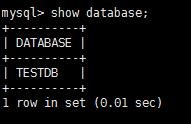 mysql> show database;
+----------+
| DATABASE |
+----------+
| TESTDB   |
+----------+
1 row in set (0.01 sec)